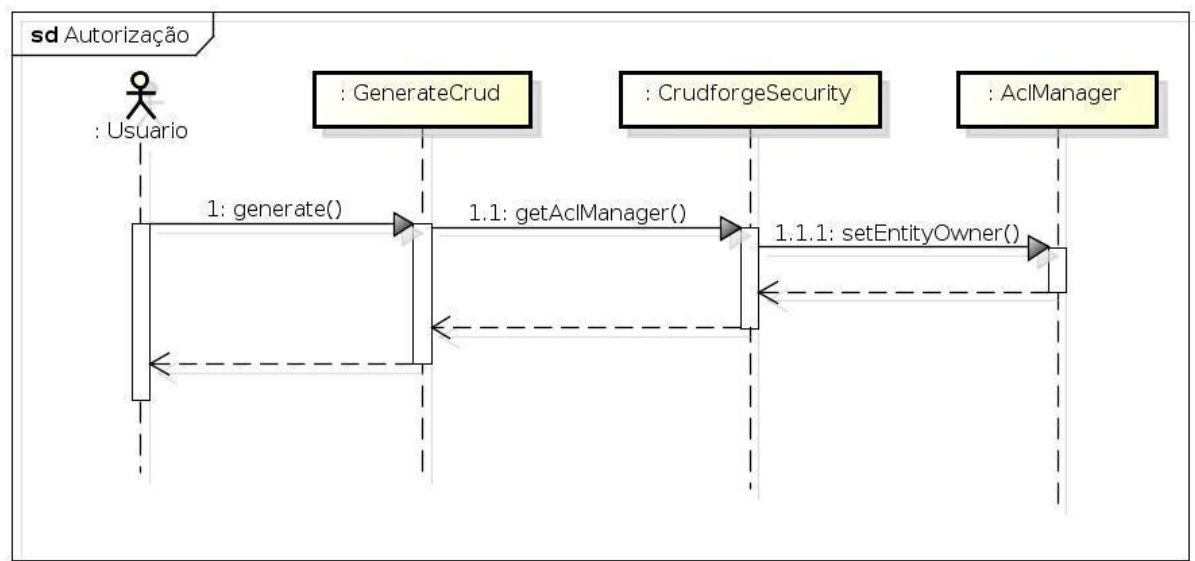 sd Autorização
: Usuario
: GenerateCrud
: CrudforgeSecurity
: AclManager
1: generate()
1.1: getAclManager()
1.1.1: setEntityOwner()